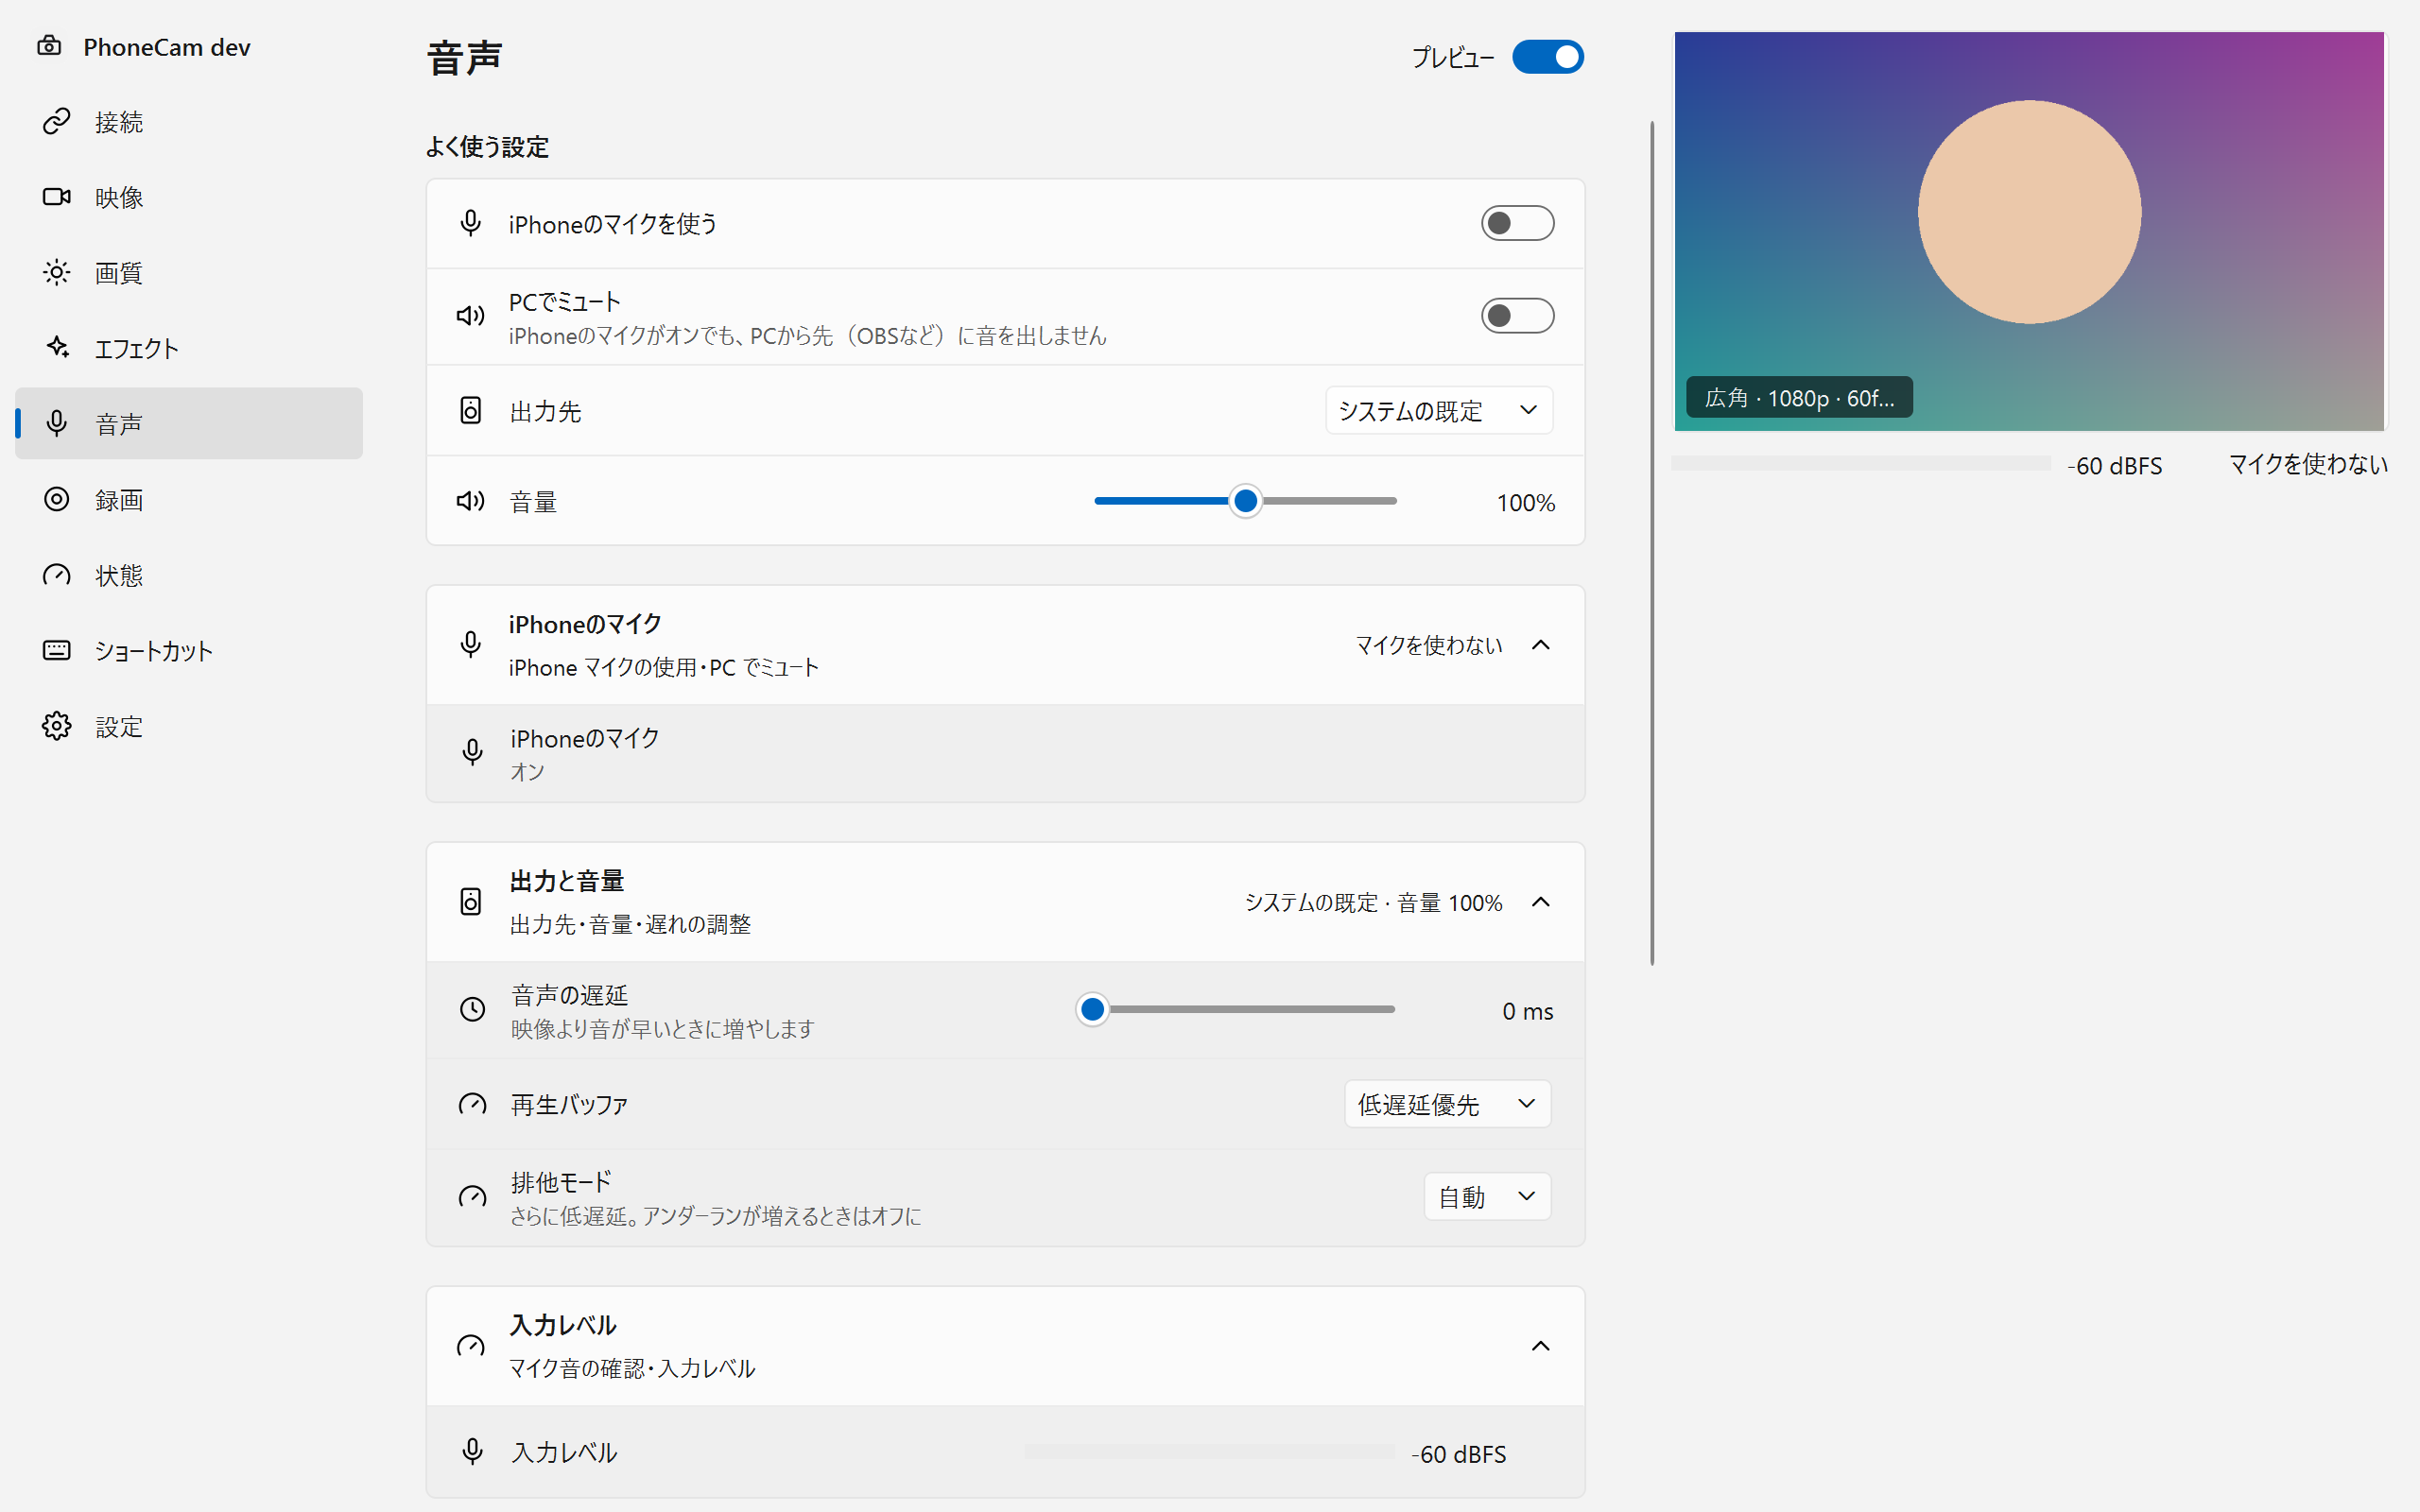 PhoneCam dev
接続
映像
画質
エフェクト
音声
録画
状態
ショートカット
設定
音声
プレビュー
よく使う設定
iPhoneのマイクを使う
PCでミュート
iPhoneのマイクがオンでも、PCから先（OBSなど）に音を出しません
出力先
システムの既定
音量
100%
iPhoneのマイク
iPhone マイクの使用・PC でミュート
マイクを使わない
iPhoneのマイク
オン
出力と音量
出力先・音量・遅れの調整
システムの既定 · 音量 100%
音声の遅延
映像より音が早いときに増やします
0 ms
再生バッファ
低遅延優先
排他モード
さらに低遅延。アンダーランが増えるときはオフに
自動
入力レベル
マイク音の確認・入力レベル
入力レベル
-60 dBFS
広角 · 1080p · 60f...
-60 dBFS
マイクを使わない